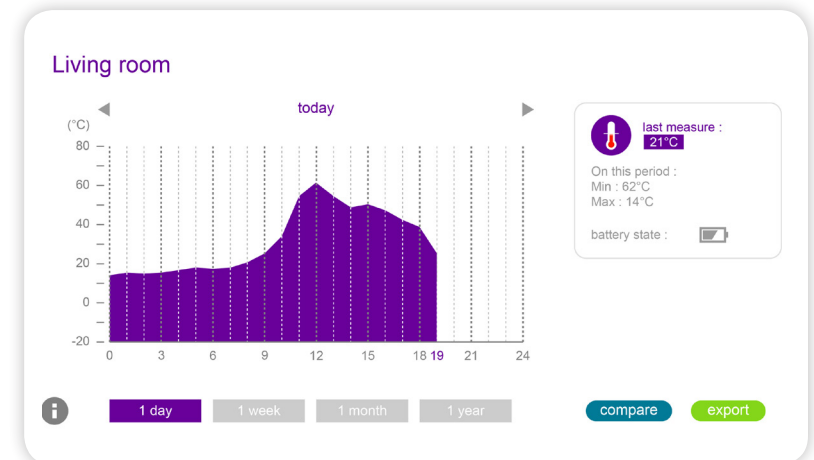 Living room
today
(°C)
80
60
40
20
0
-20
0 3 6 9 12 15 18 19 21 24
last measure :
21°C
On this period :
Min : 62°C
Max : 14°C
battery state :
i
1 day 1 week 1 month 1 year
compare export